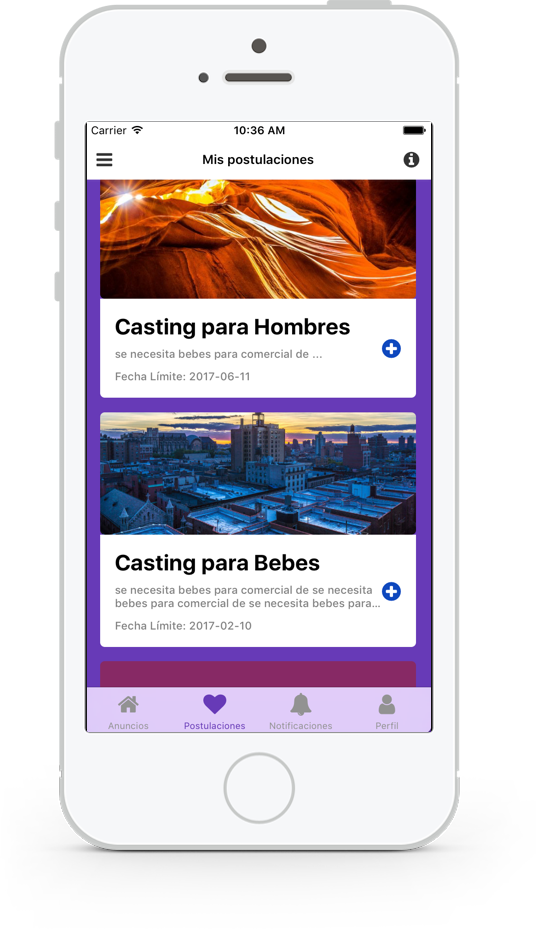 Carrier 10:36 AM
Mis postulaciones
Casting para Hombres
se necesita bebes para comercial de ...
Fecha Límite: 2017-06-11
Casting para Bebes
se necesita bebes para comercial de se necesita
bebes para comercial de se necesita bebes para...
Fecha Límite: 2017-02-10
Anuncios Postulaciones Notificaciones Perfil